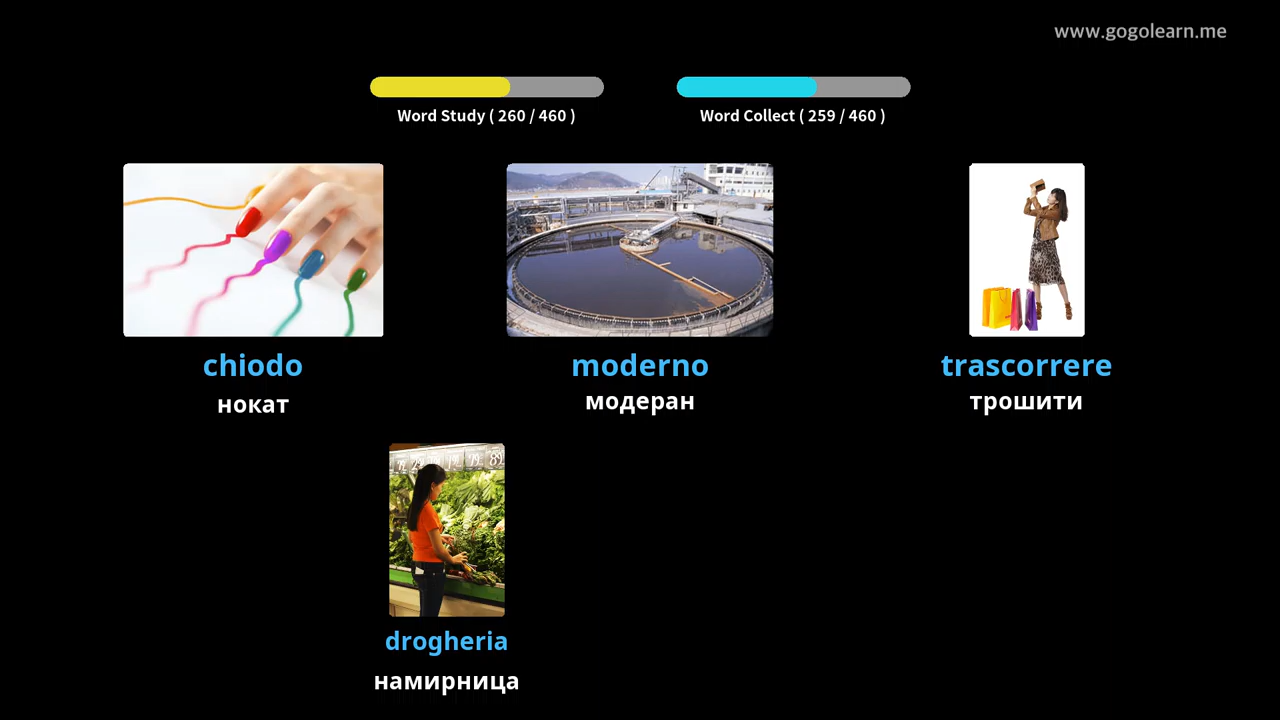 www.gogolearn.me
Word Study ( 260 / 460 )
Word Collect ( 259 / 460 )
chiodo
нокат
moderno
модеран
trascorrere
трошити
drogheria
намирница